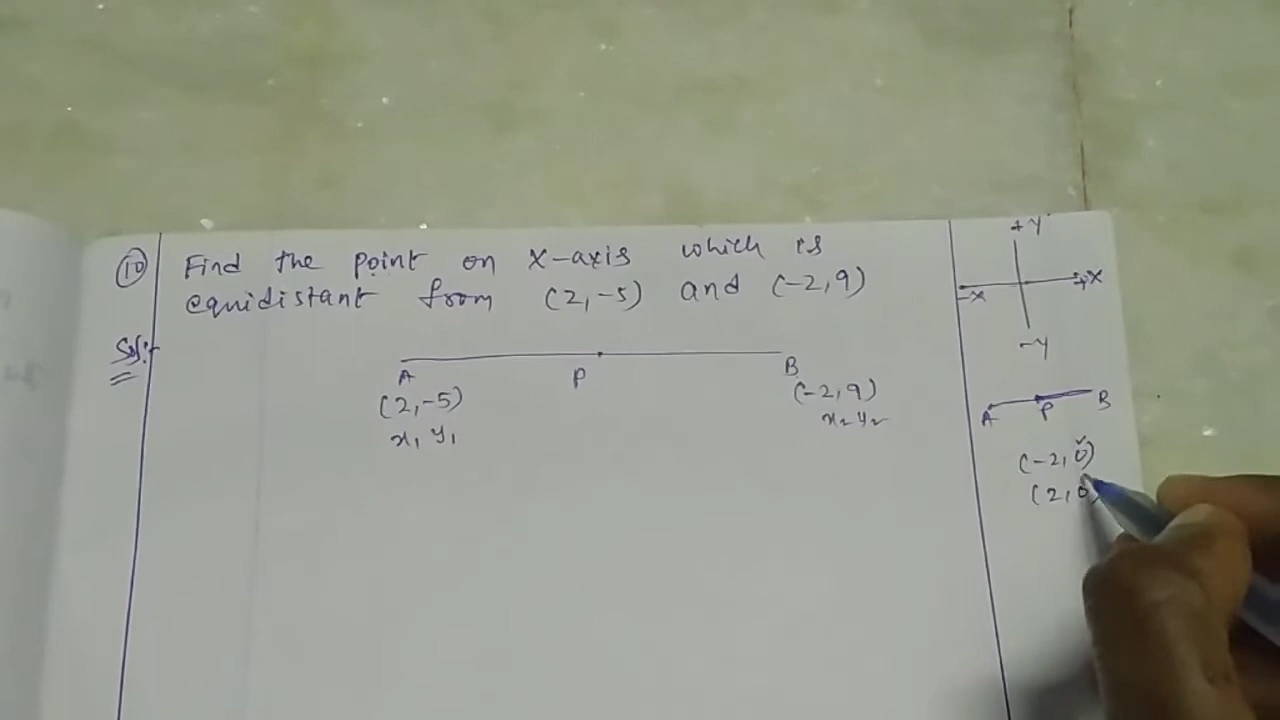 10 Find the point on X-axis which is
equidistant from (2,-5) and (-2,9)
Sol:-
A P B
(2,-5) (-2,9)
x₁ y₁ x₂ y₂
+Y
-X +X
-Y
A P B
(-2,0)
(2,0)